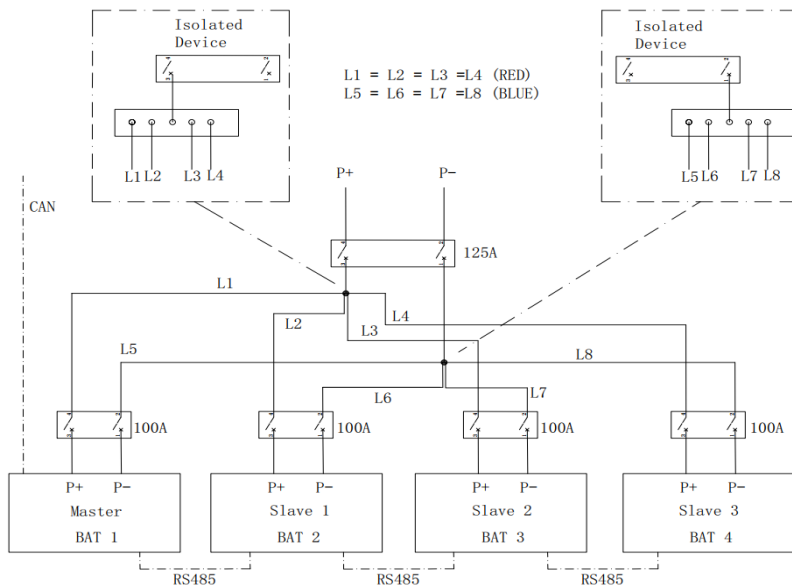 Isolated
Device
L1 L2 L3 L4
L1 = L2 = L3 =L4 (RED)
L5 = L6 = L7 =L8 (BLUE)
Isolated
Device
L5 L6 L7 L8
CAN
P+ P-
125A
L1
L2
L3
L4
L5
L6
L7
L8
100A
100A
100A
100A
P+ P-
Master
BAT 1
P+ P-
Slave 1
BAT 2
P+ P-
Slave 2
BAT 3
P+ P-
Slave 3
BAT 4
RS485
RS485
RS485